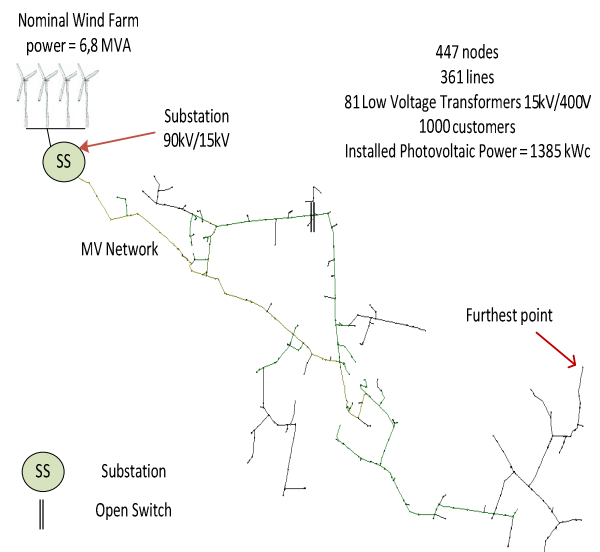 Nominal Wind Farm
power = 6,8 MVA
447 nodes
361 lines
81 Low Voltage Transformers 15kV/400V
1000 customers
Installed Photovoltaic Power = 1385 kWc
Substation
90kV/15kV
SS
MV Network
Furthest point
SS
Substation
Open Switch